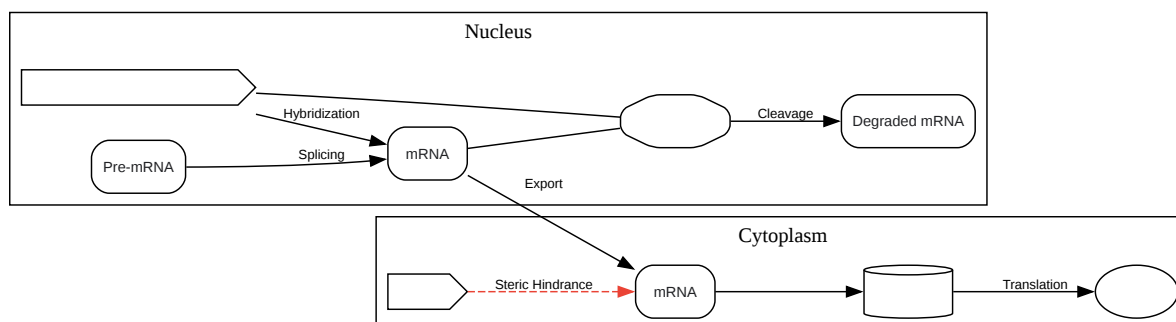 Nucleus
Hybridization
Cleavage
Degraded mRNA
Splicing
mRNA
Pre-mRNA
Export
Cytoplasm
Steric Hindrance
mRNA
Translation